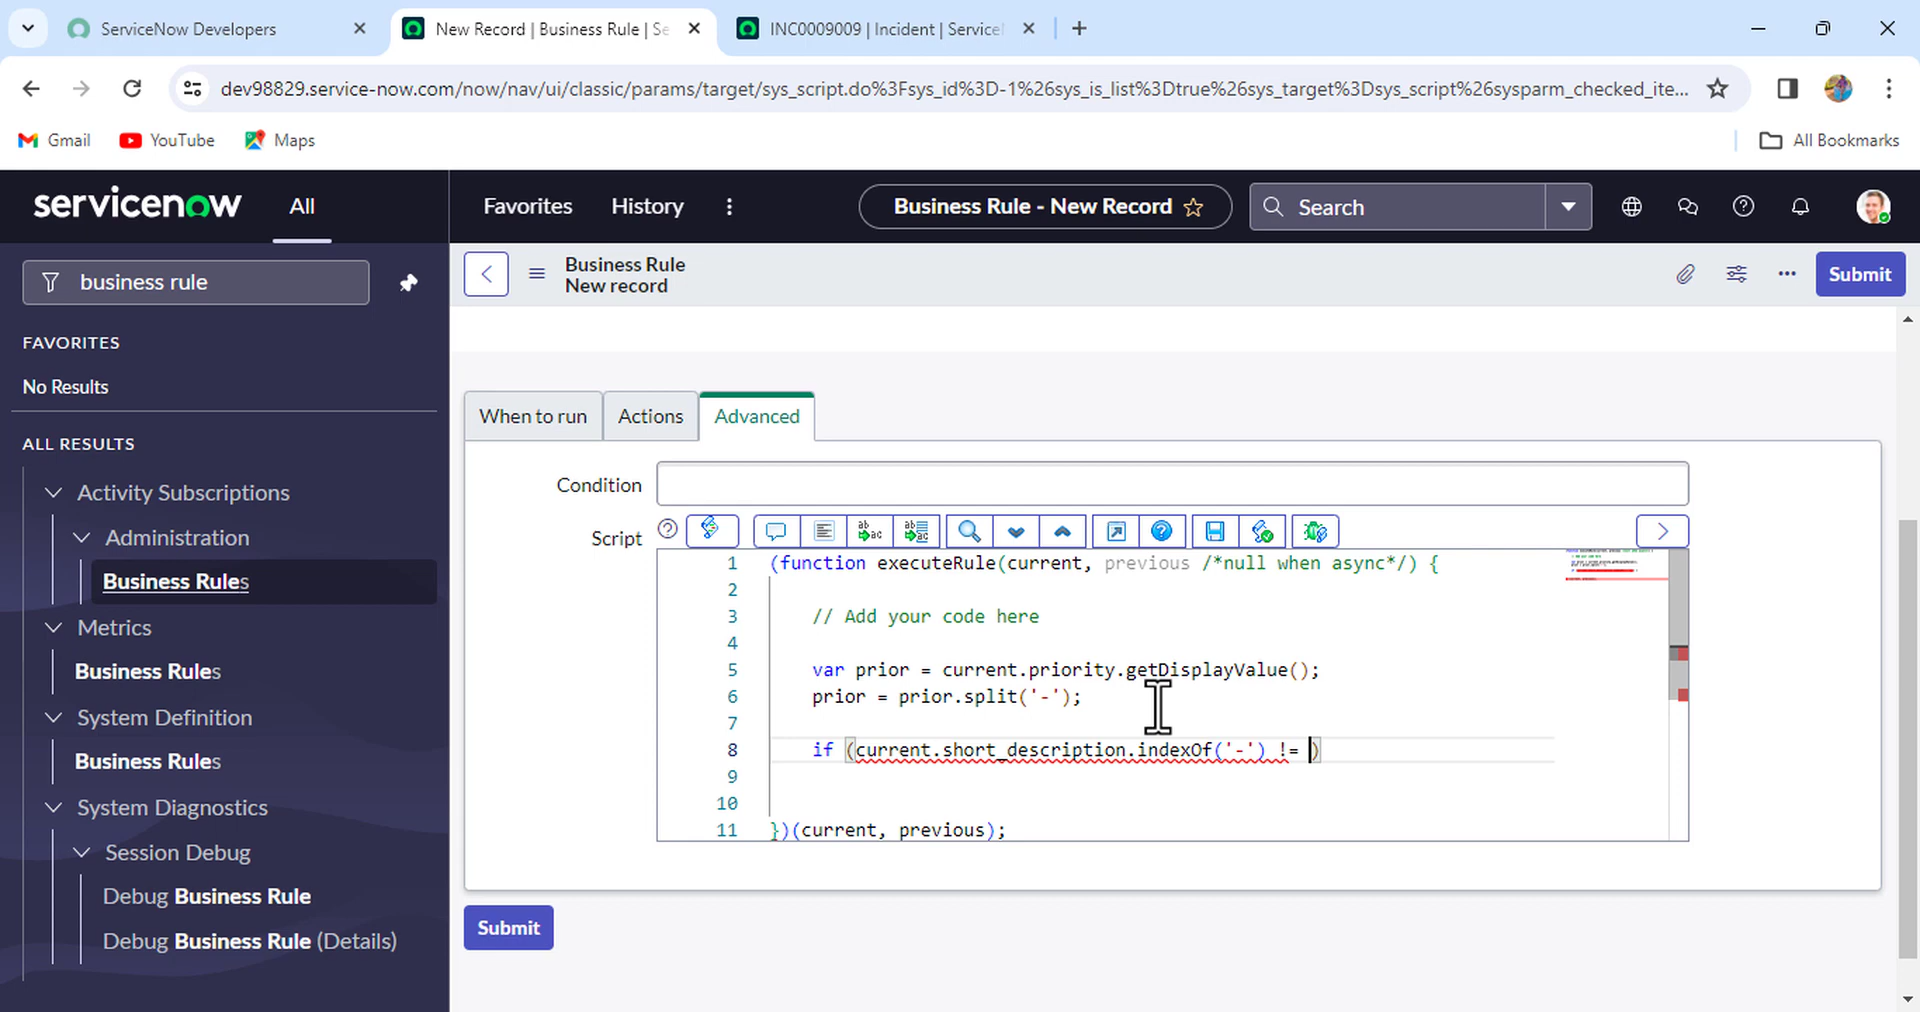 ServiceNow Developers
New Record | Business Rule | Se
INC0009009 | Incident | Service
dev98829.service-now.com/now/nav/ui/classic/params/target/sys_script.do%3Fsys_id%3D-1%26sys_is_list%3Dtrue%26sys_target%3Dsys_script%26sysparm_checked_ite...
Gmail
YouTube
Maps
All Bookmarks
servicenow
All
Favorites
History
Business Rule - New Record
Search
business rule
Business Rule
New record
Submit
FAVORITES
No Results
ALL RESULTS
Activity Subscriptions
Administration
Business Rules
Metrics
Business Rules
System Definition
Business Rules
System Diagnostics
Session Debug
Debug Business Rule
Debug Business Rule (Details)
When to run
Actions
Advanced
Condition
Script
1 (function executeRule(current, previous /*null when async*/) {
2
3 // Add your code here
4
5 var prior = current.priority.getDisplayValue();
6 prior = prior.split('-');
7
8 if (current.short_description.indexOf('-') != )
9
10
11 })(current, previous);
Submit